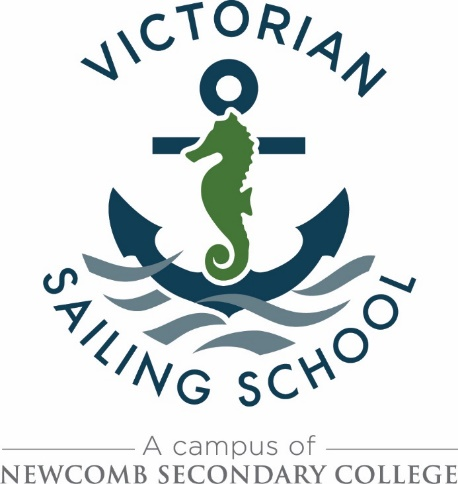 VICTORIAN
SAILING SCHOOL
A campus of
NEWCOMB SECONDARY COLLEGE